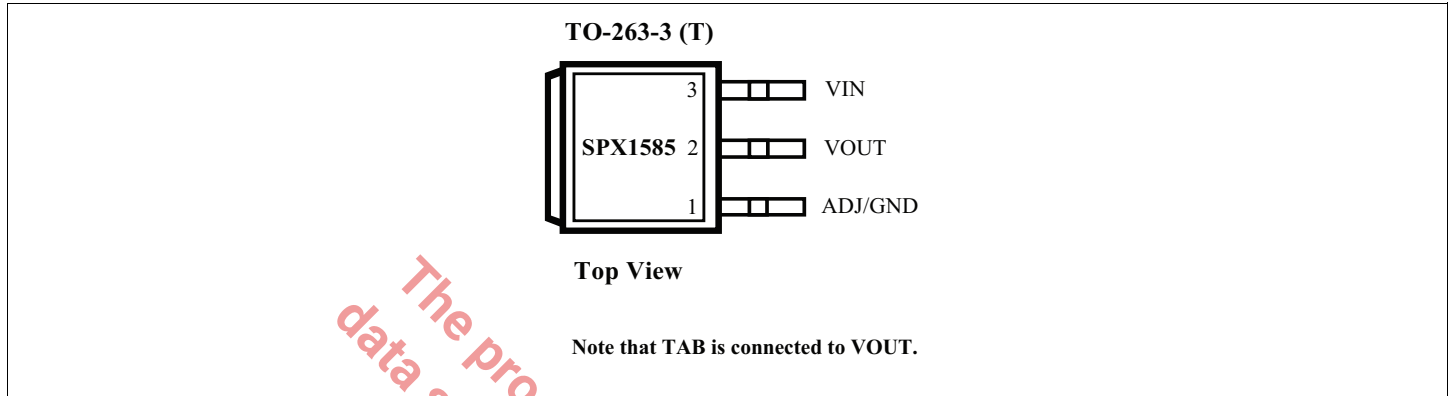 TO-263-3 (T)
3 VIN
SPX1585 2 VOUT
1 ADJ/GND
Top View
Note that TAB is connected to VOUT.
The
data